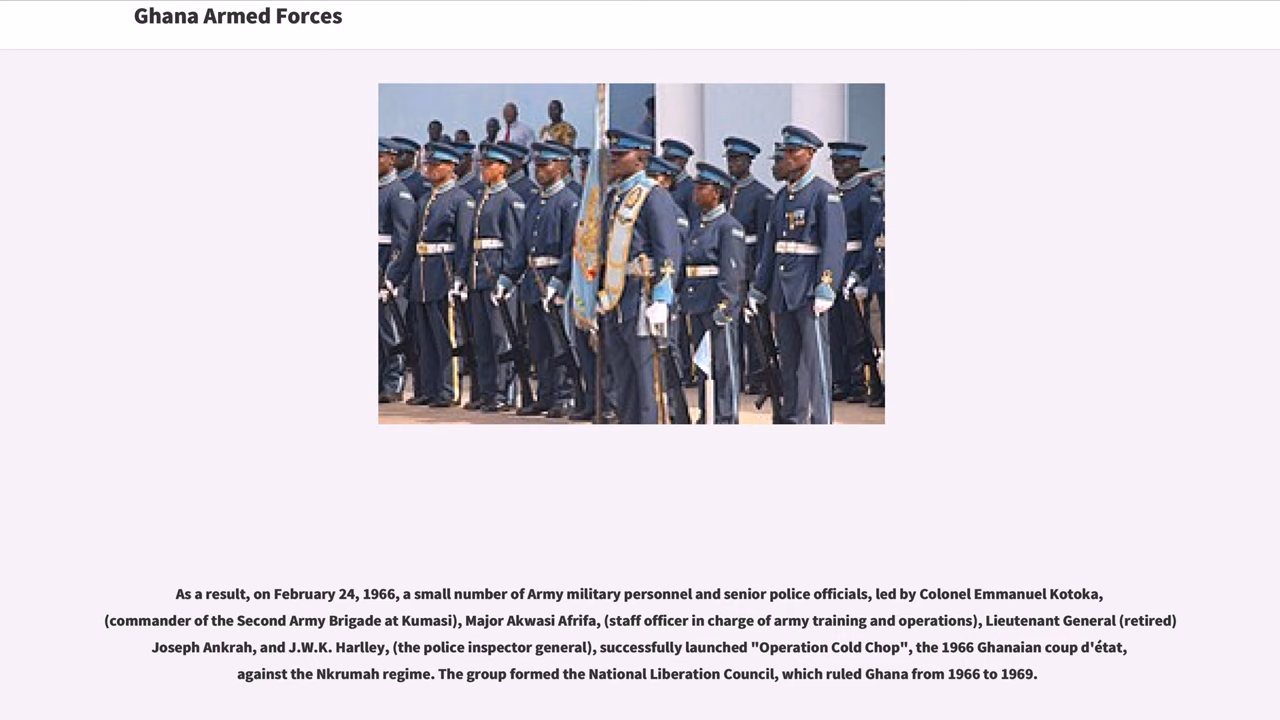 Ghana Armed Forces
As a result, on February 24, 1966, a small number of Army military personnel and senior police officials, led by Colonel Emmanuel Kotoka,
(commander of the Second Army Brigade at Kumasi), Major Akwasi Afrifa, (staff officer in charge of army training and operations), Lieutenant General (retired)
Joseph Ankrah, and J.W.K. Harlley, (the police inspector general), successfully launched "Operation Cold Chop", the 1966 Ghanaian coup d'état,
against the Nkrumah regime. The group formed the National Liberation Council, which ruled Ghana from 1966 to 1969.